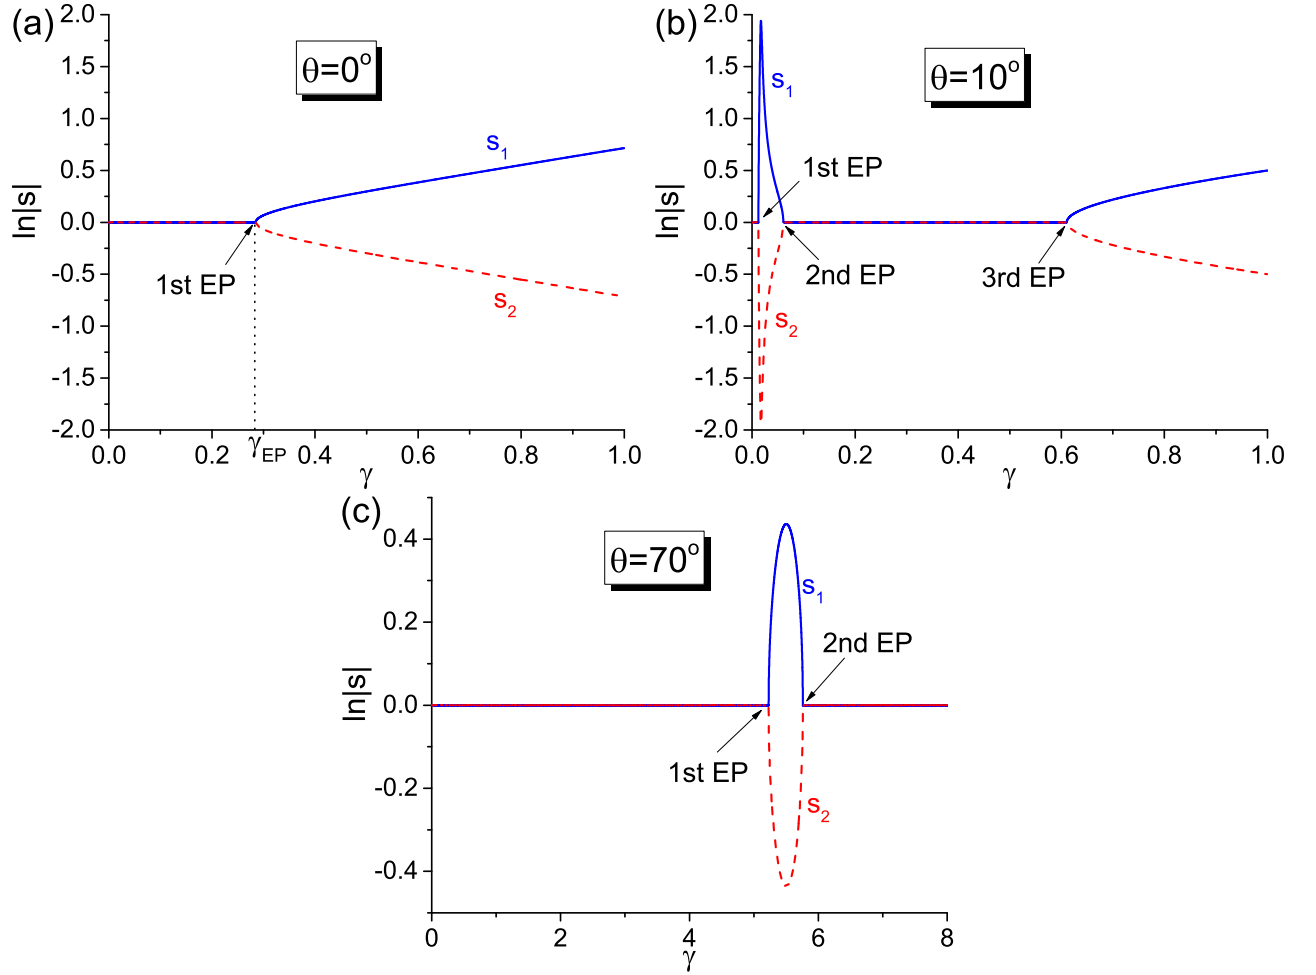 (a)
θ=0°
2.0
1.5
1.0
0.5
0.0
-0.5
-1.0
-1.5
-2.0
ln|s|
s1
s2
1st EP
0.0 0.2 γEP 0.4 0.6 0.8 1.0
γ
(b)
θ=10°
2.0
1.5
1.0
0.5
0.0
-0.5
-1.0
-1.5
-2.0
ln|s|
s1
1st EP
2nd EP
3rd EP
s2
0.0 0.2 0.4 0.6 0.8 1.0
γ
(c)
θ=70°
0.4
0.2
0.0
-0.2
-0.4
ln|s|
s1
2nd EP
1st EP
s2
0 2 4 6 8
γ